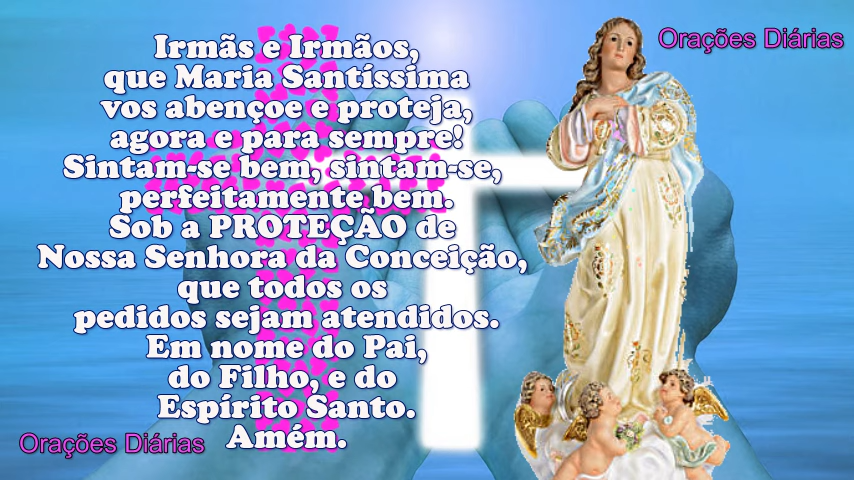 Orações Diárias
Irmãs e Irmãos,
que Maria Santíssima
vos abençoe e proteja,
agora e para sempre!
Sintam-se bem, sintam-se,
perfeitamente bem.
Sob a PROTEÇÃO de
Nossa Senhora da Conceição,
que todos os
pedidos sejam atendidos.
Em nome do Pai,
do Filho, e do
Espírito Santo.
Amém.
Orações Diárias